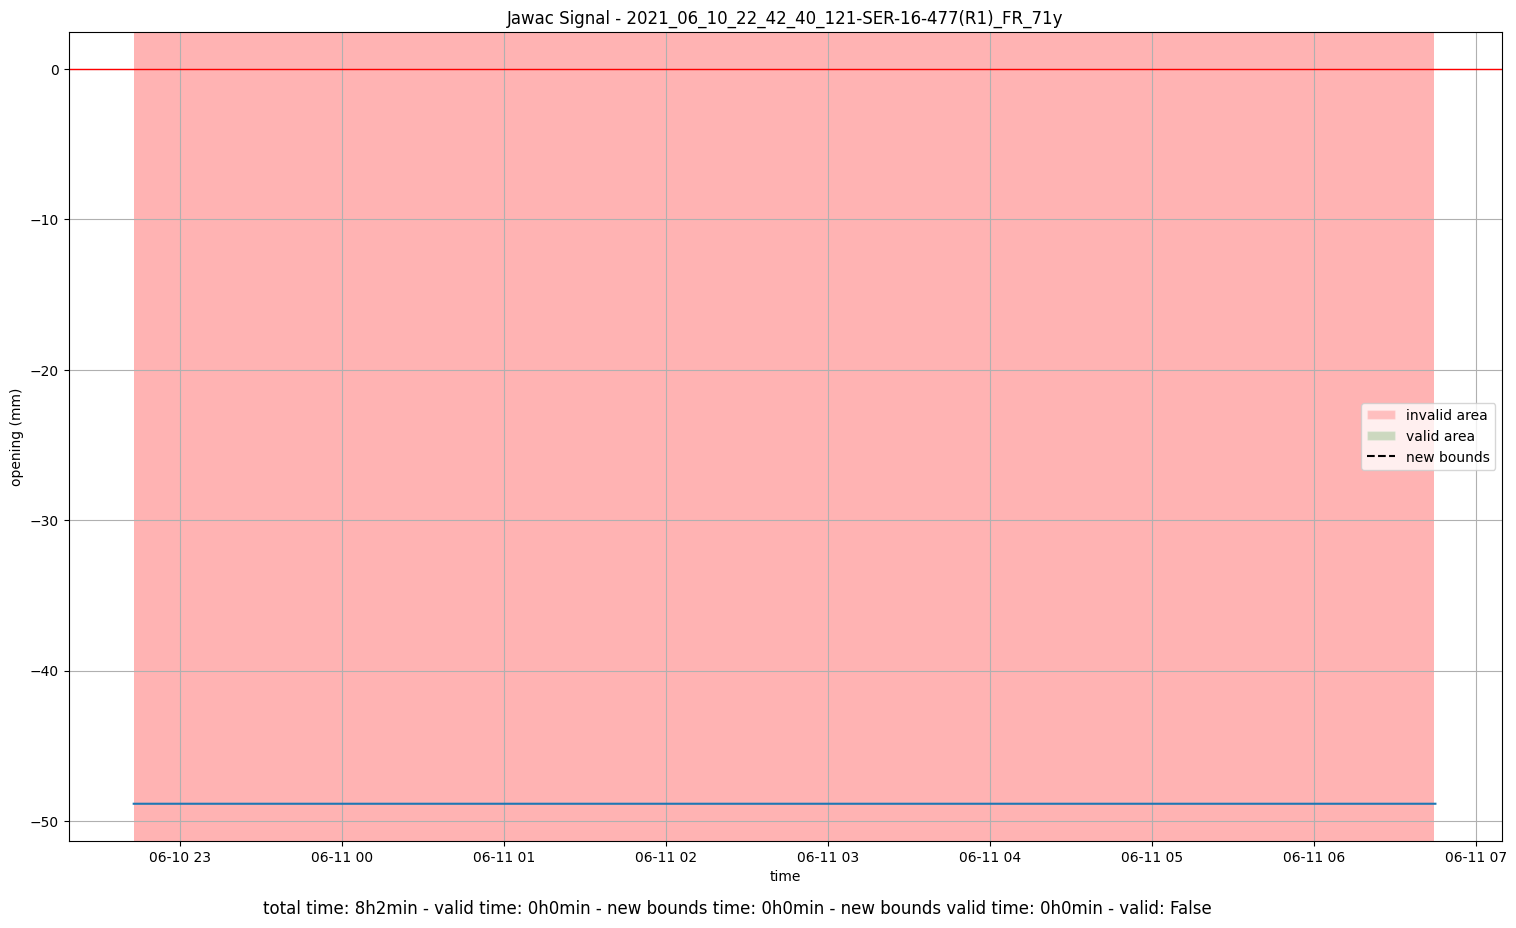 Jawac Signal - 2021_06_10_22_42_40_121-SER-16-477(R1)_FR_71y
0
−10
−20
−30
−40
−50
opening (mm)
invalid area
valid area
new bounds
06-10 23
06-11 00
06-11 01
06-11 02
06-11 03
06-11 04
06-11 05
06-11 06
06-11 07
time
total time: 8h2min - valid time: 0h0min - new bounds time: 0h0min - new bounds valid time: 0h0min - valid: False